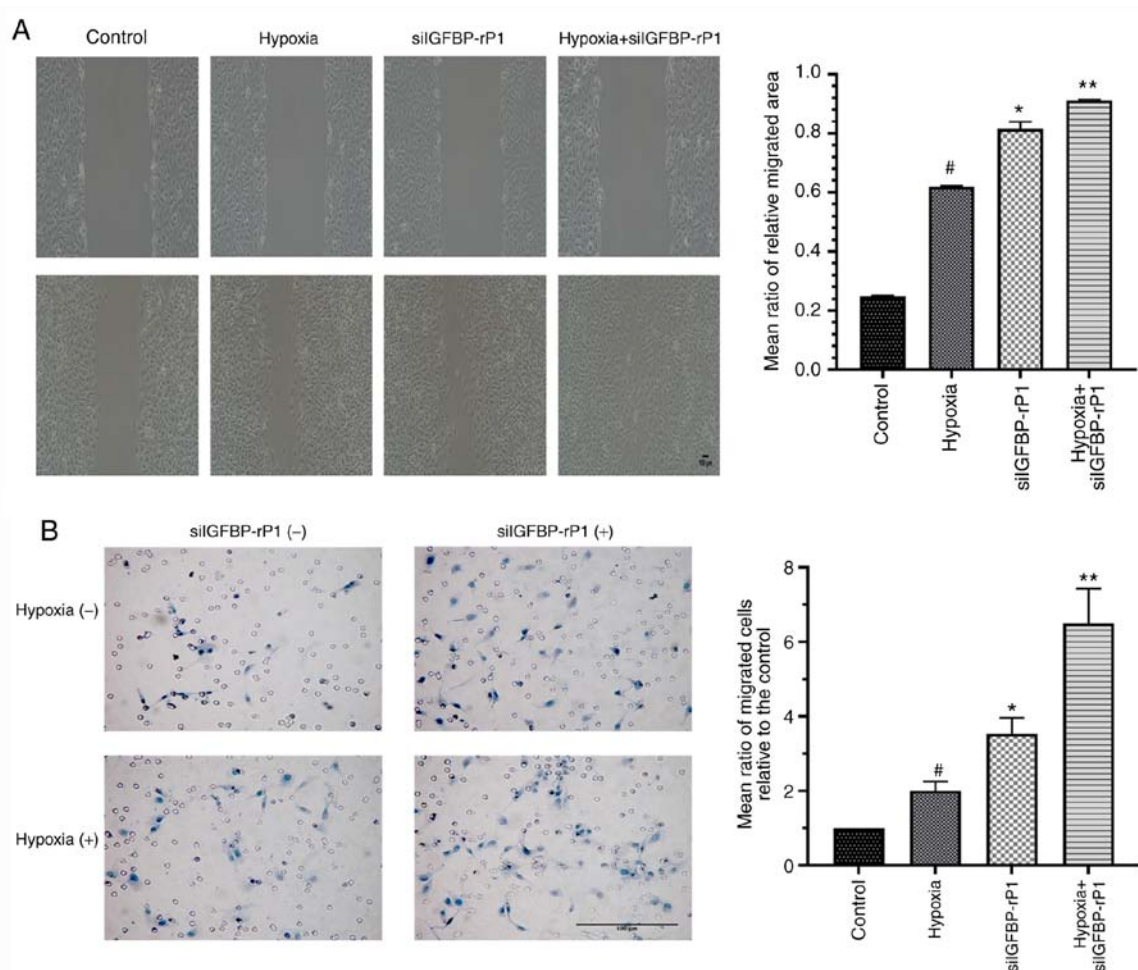 A
Control
Hypoxia
siIGFBP-rP1
Hypoxia+siIGFBP-rP1
Mean ratio of relative migrated area
1.0
0.8
0.6
0.4
0.2
0.0
#
*
**
Control
Hypoxia
siIGFBP-rP1
Hypoxia+
siIGFBP-rP1
B
siIGFBP-rP1 (−)
siIGFBP-rP1 (+)
Hypoxia (−)
Hypoxia (+)
100 µm
Mean ratio of migrated cells
relative to the control
8
6
4
2
0
#
*
**
Control
Hypoxia
siIGFBP-rP1
Hypoxia+
siIGFBP-rP1